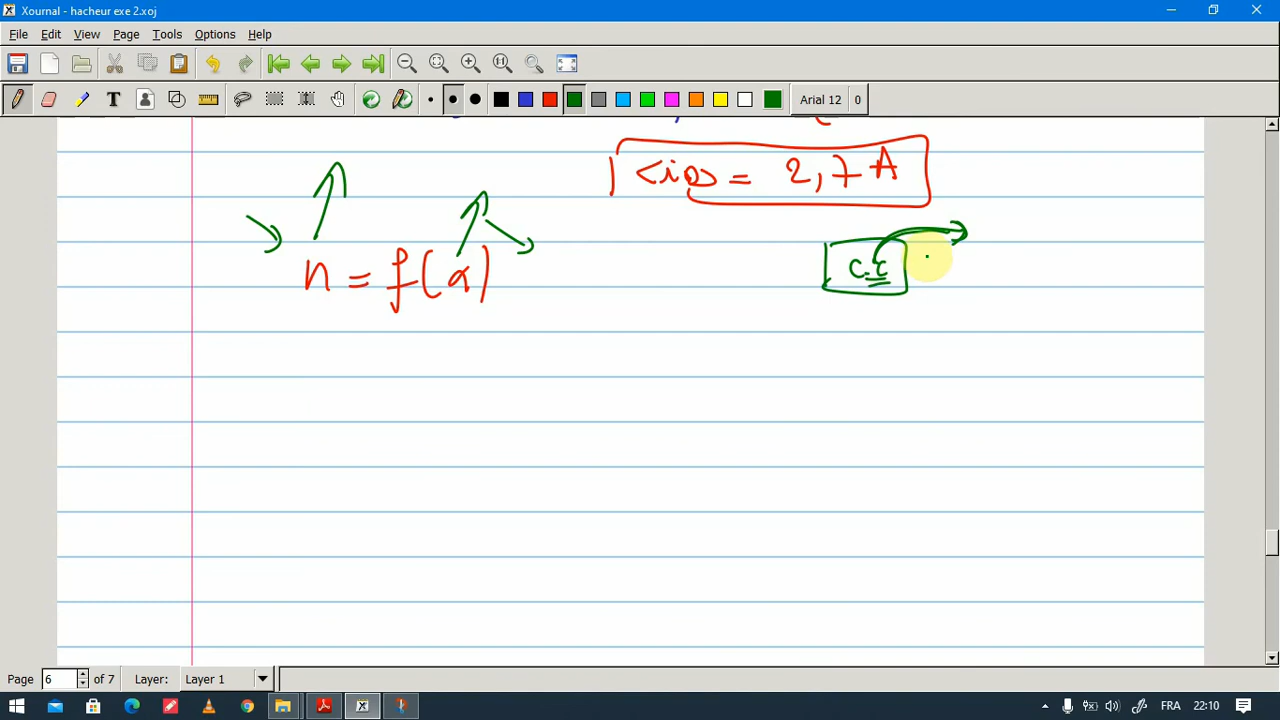 Xournal - hacheur exe 2.xoj
File Edit View Page Tools Options Help
Arial 12 0
<iD> = 2,7 A
n = f(α)
C.E
Page 6 of 7 Layer: Layer 1
FRA 22:10